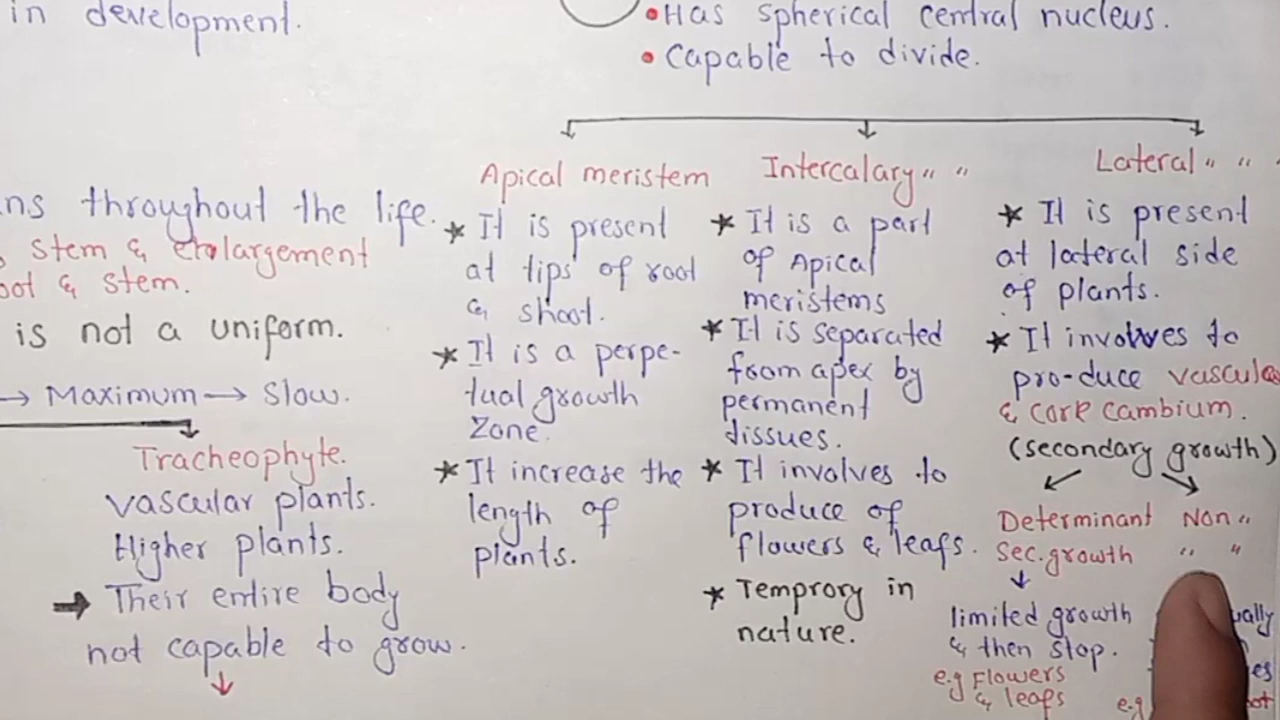 in development.
• Has spherical central nucleus.
• Capable to divide.
throughout the life.
stem & enlargement
& stem.
is not a uniform.
→ Maximum → Slow.
Tracheophyte.
vascular plants.
Higher plants.
→ Their entire body
not capable to grow.
Apical meristem
* It is present
at tips of root
& shoot.
* It is a perpe-
tual growth
Zone.
* It increase the
length of
plants.
Intercalary " "
* It is a part
of Apical
meristems
* It is separated
from apex by
permanent
tissues.
* It involves to
produce of
flowers & leafs.
* Temprory in
nature.
Lateral " "
* It is present
at lateral side
of plants.
* It involves to
pro-duce
& cork cambium.
(secondary growth)
Determinant Non "
Sec. growth " "
limited growth
& then stop.
e.g Flowers
& leafs
e.g